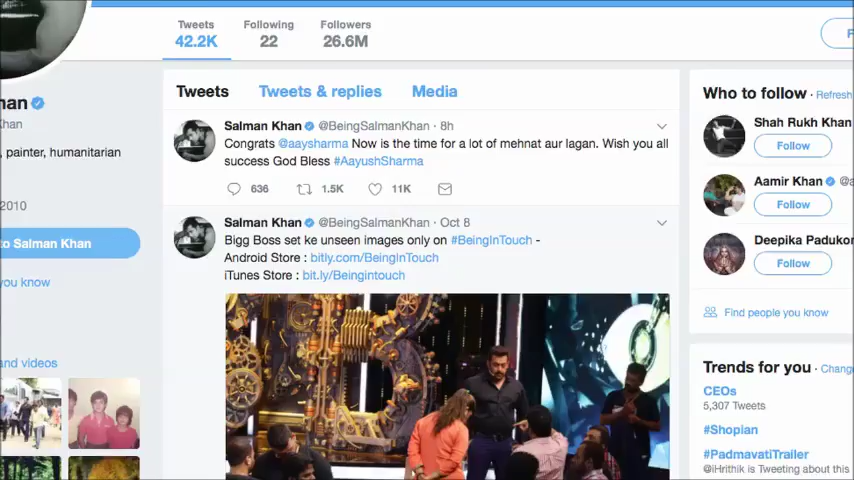 Tweets
42.2K
Following
22
Followers
26.6M
Tweets Tweets & replies Media
Salman Khan @BeingSalmanKhan · 8h
Congrats @aaysharma Now is the time for a lot of mehnat aur lagan. Wish you all
success God Bless #AayushSharma
636 1.5K 11K
Salman Khan @BeingSalmanKhan · Oct 8
Bigg Boss set ke unseen images only on #BeingInTouch -
Android Store : bitly.com/BeingInTouch
iTunes Store : bit.ly/Beingintouch
han
Khan
, painter, humanitarian
2010
to Salman Khan
you know
and videos
Who to follow · Refresh
Shah Rukh Khan
Follow
Aamir Khan @a
Follow
Deepika Padukon
Follow
Find people you know
Trends for you · Change
CEOs
5,307 Tweets
#Shopian
#PadmavatiTrailer
@iHrithik is Tweeting about this